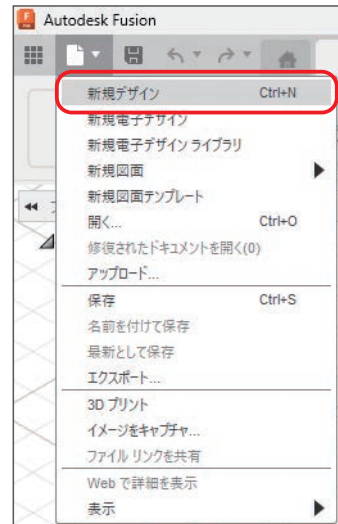 Autodesk Fusion
新規デザイン Ctrl+N
新規電子デザイン
新規電子デザイン ライブラリ
新規図面
新規図面テンプレート
開く... Ctrl+O
修復されたドキュメントを開く(0)
アップロード...
保存 Ctrl+S
名前を付けて保存
最新として保存
エクスポート...
3D プリント
イメージをキャプチャ...
ファイル リンクを共有
Web で詳細を表示
表示